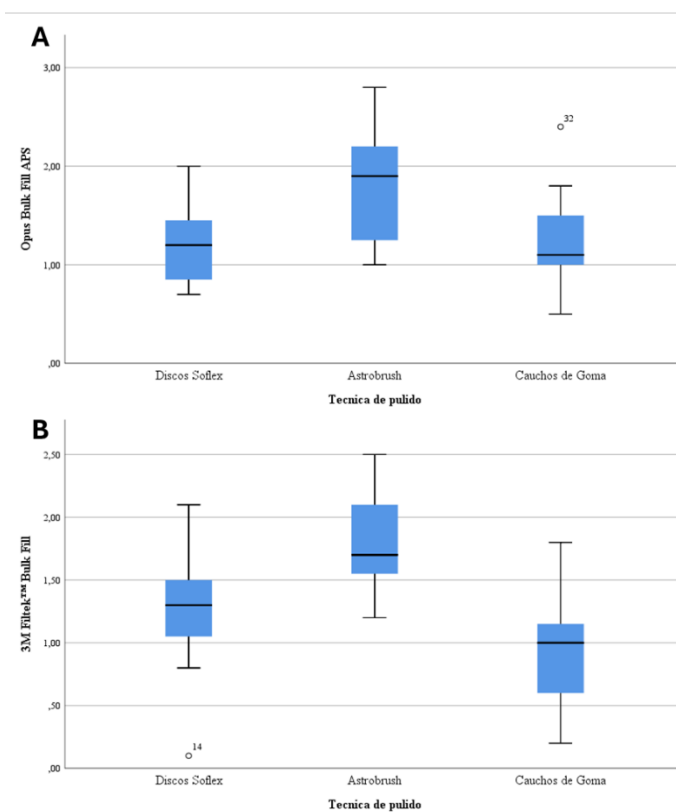 A
3,00
2,00
1,00
,00
Opus Bulk Fill APS
32
Discos Soflex
Astrobrush
Cauchos de Goma
Tecnica de pulido
B
2,50
2,00
1,50
1,00
,50
,00
3M Filtek™ Bulk Fill
14
Discos Soflex
Astrobrush
Cauchos de Goma
Tecnica de pulido